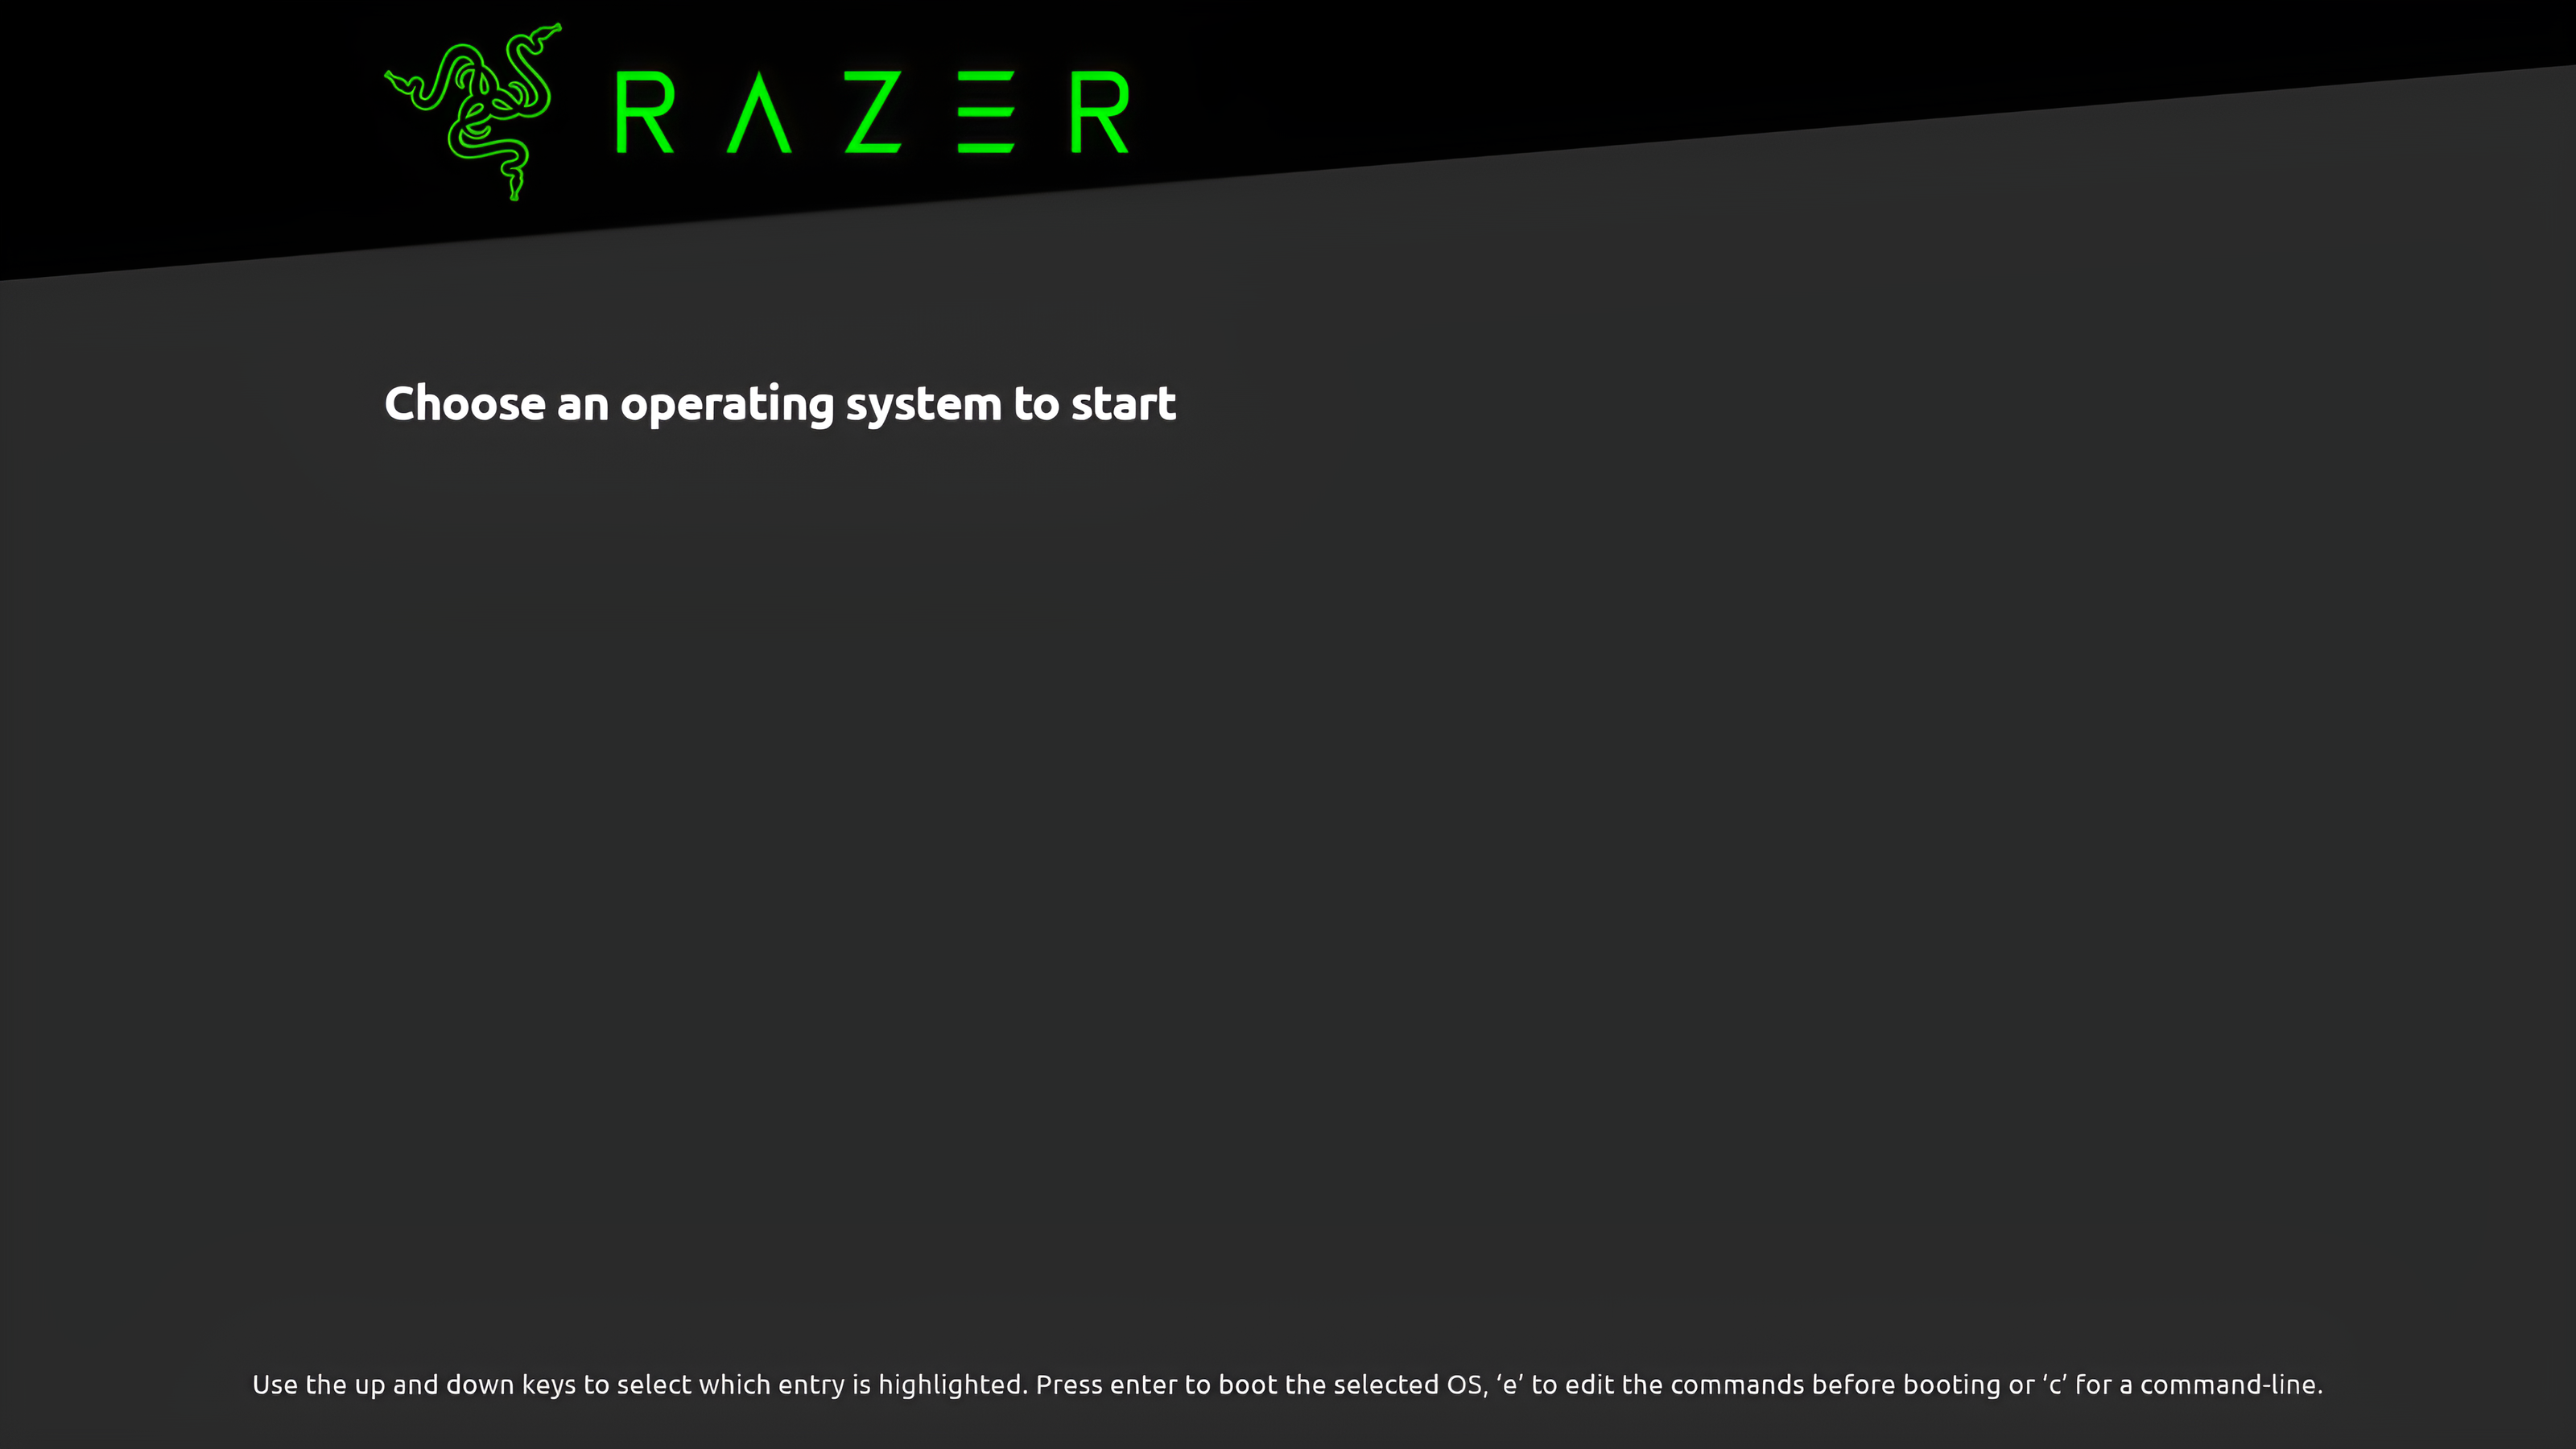 RAZER
Choose an operating system to start
Use the up and down keys to select which entry is highlighted. Press enter to boot the selected OS, ‘e’ to edit the commands before booting or ‘c’ for a command-line.